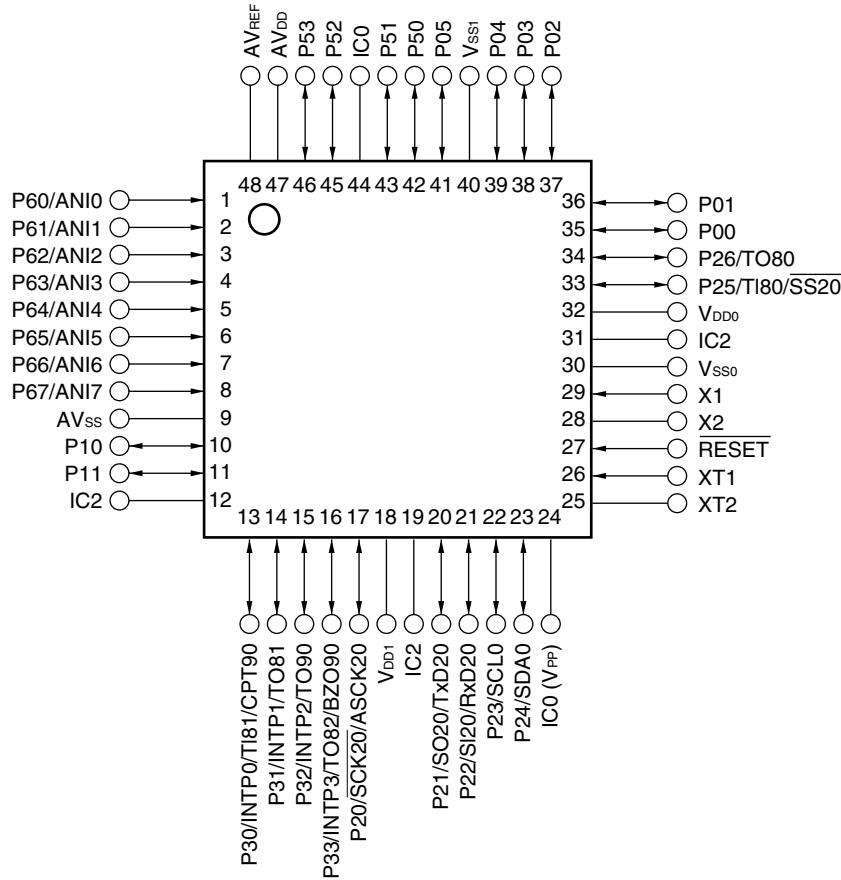 AVREF
AVDD
P53
P52
IC0
P51
P50
P05
VSS1
P04
P03
P02
48 47 46 45 44 43 42 41 40 39 38 37
P60/ANI0 1
P61/ANI1 2
P62/ANI2 3
P63/ANI3 4
P64/ANI4 5
P65/ANI5 6
P66/ANI6 7
P67/ANI7 8
AVSS 9
P10 10
P11 11
IC2 12
36 P01
35 P00
34 P26/TO80
33 P25/TI80/SS20
32 VDD0
31 IC2
30 VSS0
29 X1
28 X2
27 RESET
26 XT1
25 XT2
13 14 15 16 17 18 19 20 21 22 23 24
P30/INTP0/TI81/CPT90
P31/INTP1/TO81
P32/INTP2/TO90
P33/INTP3/TO82/BZO90
P20/SCK20/ASCK20
VDD1
IC2
P21/SO20/TxD20
P22/SI20/RxD20
P23/SCL0
P24/SDA0
IC0 (VPP)